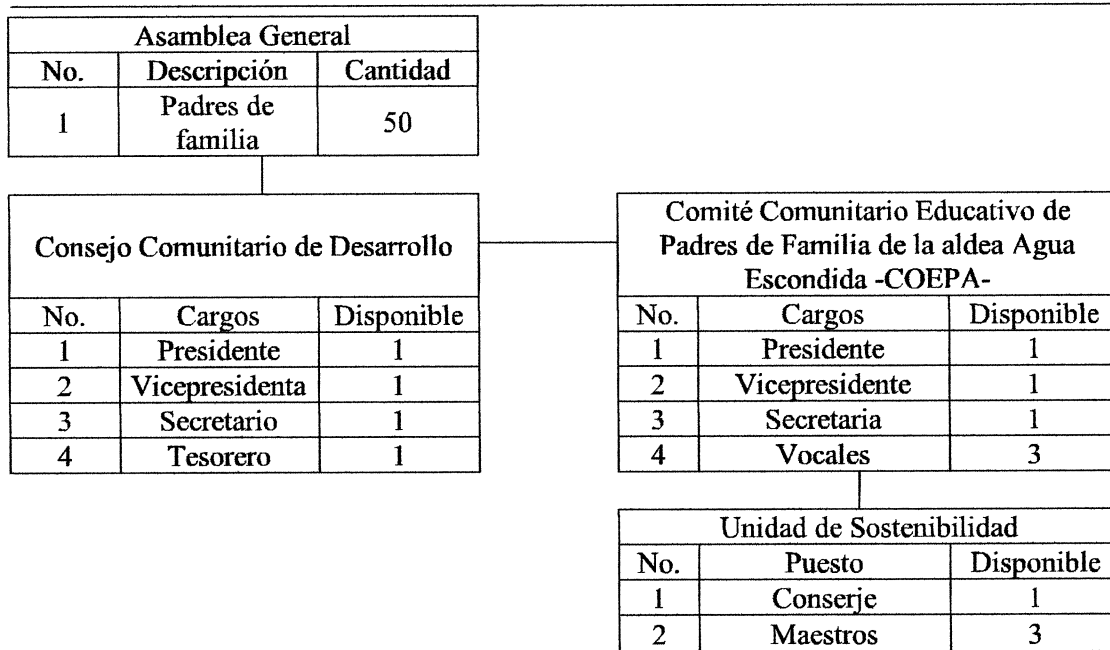 Asamblea General
No. Descripción Cantidad
1 Padres de familia 50
Consejo Comunitario de Desarrollo
No. Cargos Disponible
1 Presidente 1
2 Vicepresidenta 1
3 Secretario 1
4 Tesorero 1
Comité Comunitario Educativo de
Padres de Familia de la aldea Agua
Escondida -COEPA-
No. Cargos Disponible
1 Presidente 1
2 Vicepresidente 1
3 Secretaria 1
4 Vocales 3
Unidad de Sostenibilidad
No. Puesto Disponible
1 Conserje 1
2 Maestros 3